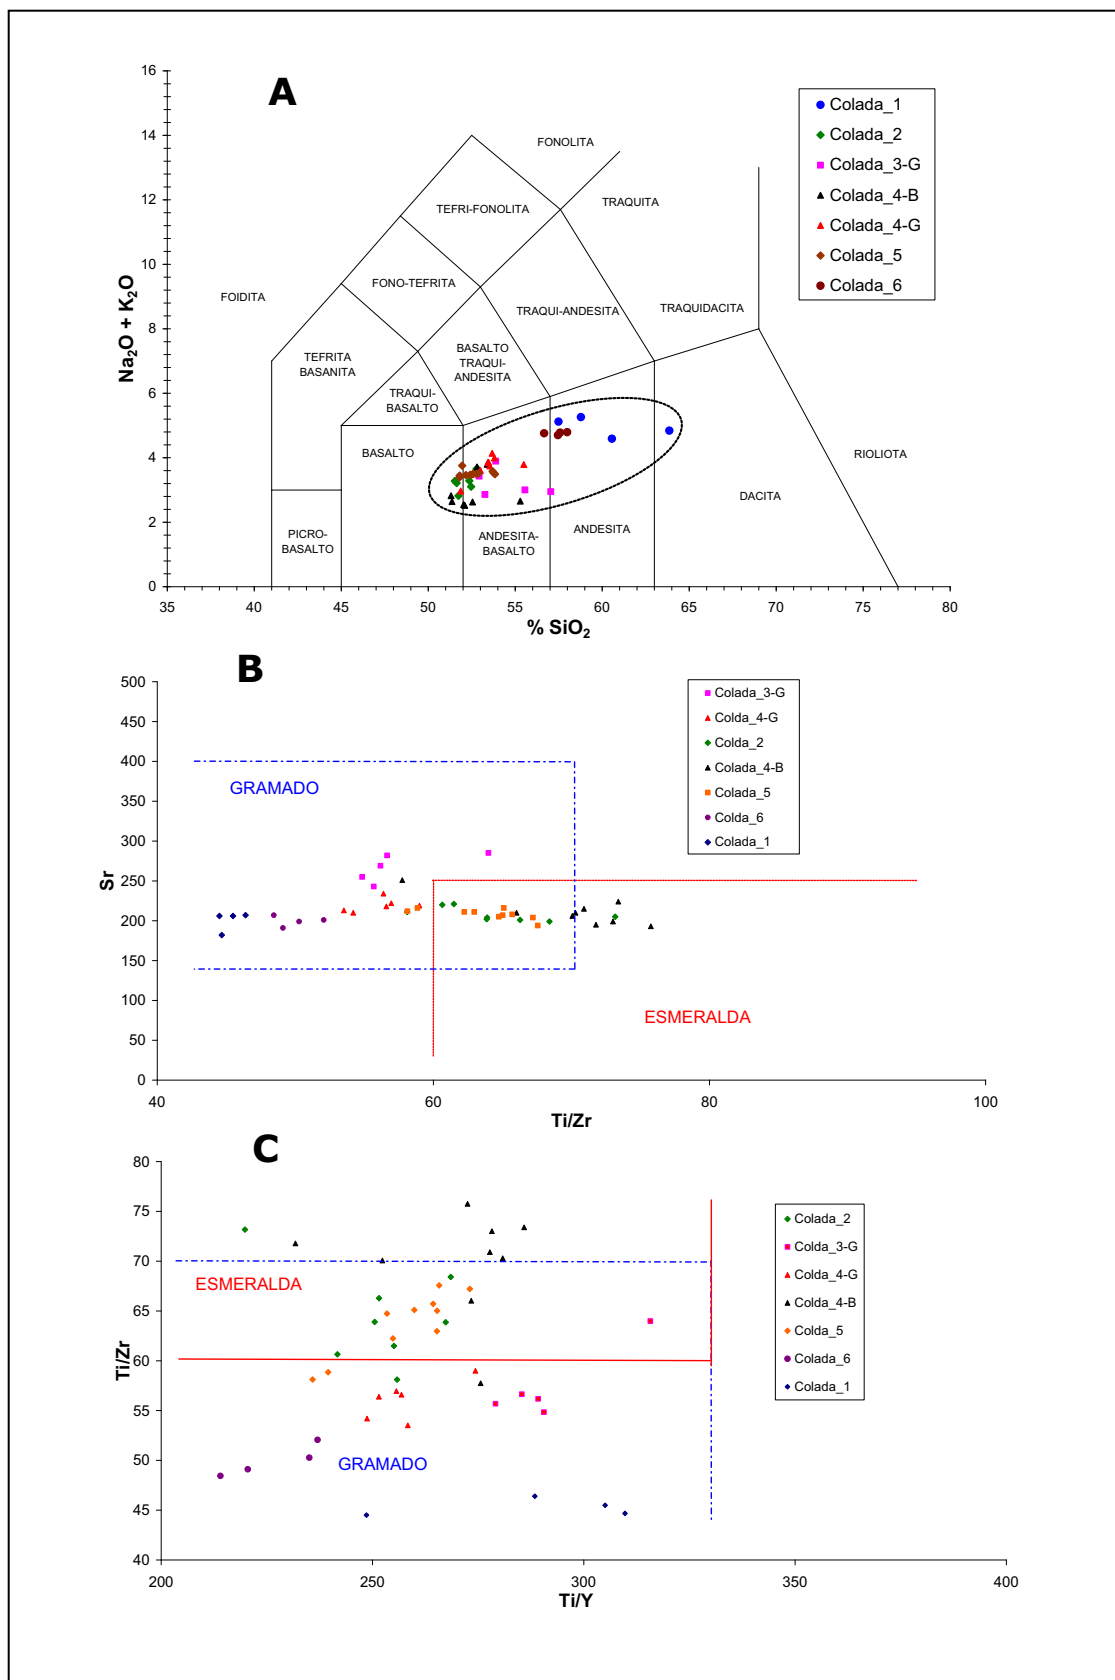 A
16
14
12
10
8
6
4
2
0
Na₂O + K₂O
35
40
45
50
55
60
65
70
75
80
% SiO₂
FONOLITA
TEFRI-FONOLITA
TRAQUITA
FONO-TEFRITA
FOIDITA
TRAQUI-ANDESITA
TRAQUIDACITA
TEFRITA
BASANITA
BASALTO
TRAQUI-
ANDESITA
TRAQUI-
BASALTO
BASALTO
RIOLIOTA
DACITA
PICRO-
BASALTO
ANDESITA-
BASALTO
ANDESITA
Colada_1
Colada_2
Colada_3-G
Colada_4-B
Colada_4-G
Colada_5
Colada_6
B
500
450
400
350
300
250
200
150
100
50
0
Sr
40
60
80
100
Ti/Zr
GRAMADO
ESMERALDA
Colada_3-G
Colda_4-G
Colda_2
Colada_4-B
Colada_5
Colda_6
Colada_1
C
80
75
70
65
60
55
50
45
40
Ti/Zr
200
250
300
350
400
Ti/Y
ESMERALDA
GRAMADO
Colada_2
Colda_3-G
Colda_4-G
Colda_4-B
Colda_5
Colada_6
Colada_1